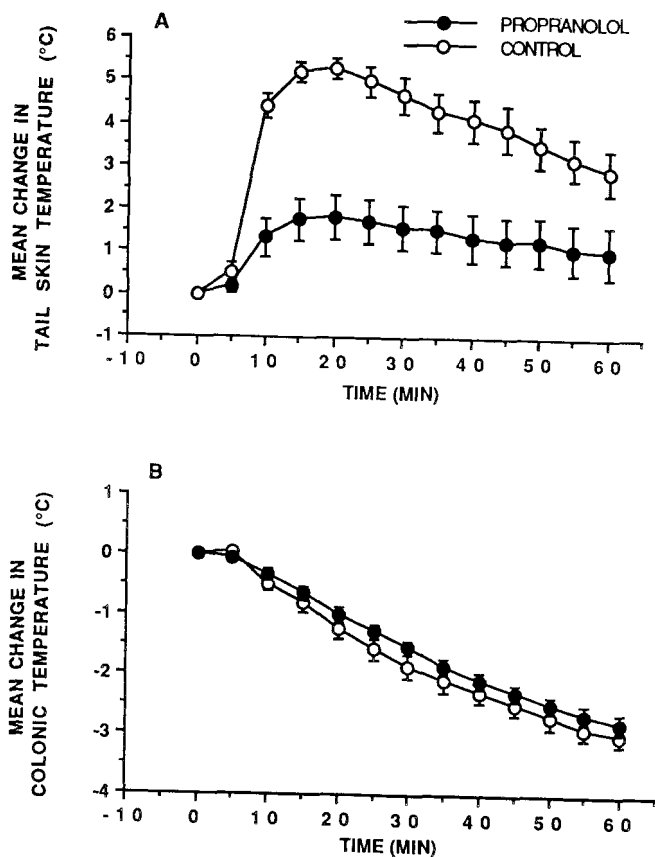 A
PROPRANOLOL
CONTROL
MEAN CHANGE IN
TAIL SKIN TEMPERATURE (°C)
6
5
4
3
2
1
0
-1
-10 0 10 20 30 40 50 60
TIME (MIN)
B
MEAN CHANGE IN
COLONIC TEMPERATURE (°C)
1
0
-1
-2
-3
-4
-10 0 10 20 30 40 50 60
TIME (MIN)